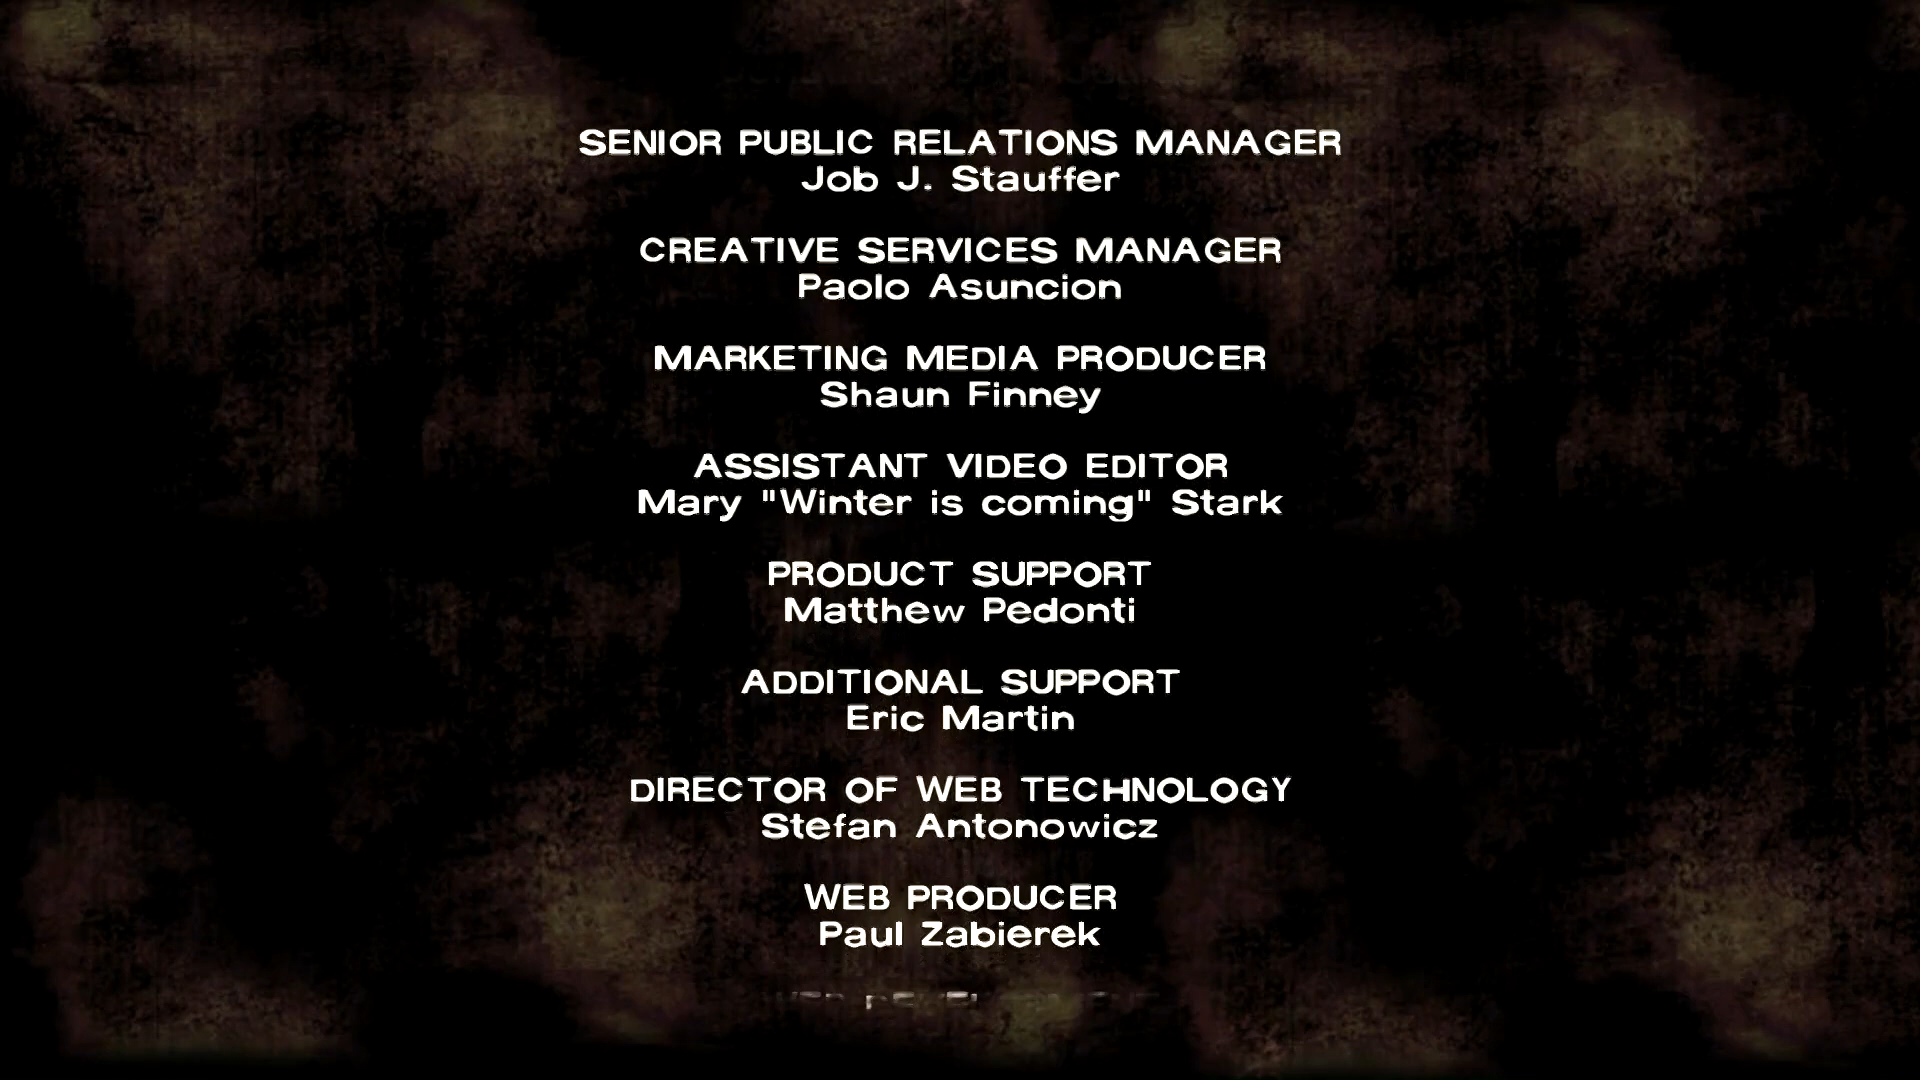 SENIOR PUBLIC RELATIONS MANAGER
Job J. Stauffer
CREATIVE SERVICES MANAGER
Paolo Asuncion
MARKETING MEDIA PRODUCER
Shaun Finney
ASSISTANT VIDEO EDITOR
Mary "Winter is coming" Stark
PRODUCT SUPPORT
Matthew Pedonti
ADDITIONAL SUPPORT
Eric Martin
DIRECTOR OF WEB TECHNOLOGY
Stefan Antonowicz
WEB PRODUCER
Paul Zabierek